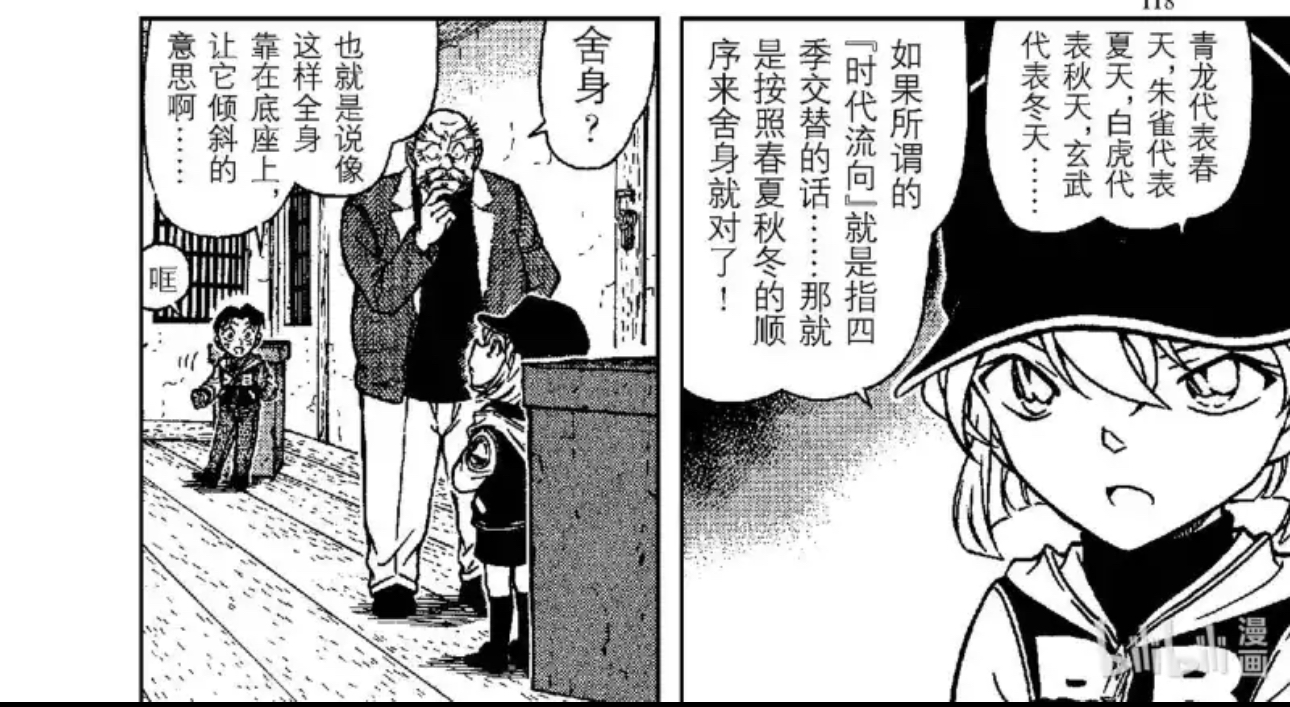 118
青龙代表春
天，朱雀代表
夏天，白虎代
表秋天，玄武
代表冬天……
如果所谓的
『时代流向』就是指四
季交替的话……那就
是按照春夏秋冬的顺
序来舍身就对了！
舍身？
也就是说像
这样全身
靠在底座上，
让它倾斜的
意思啊……
哐
bilibili
漫画